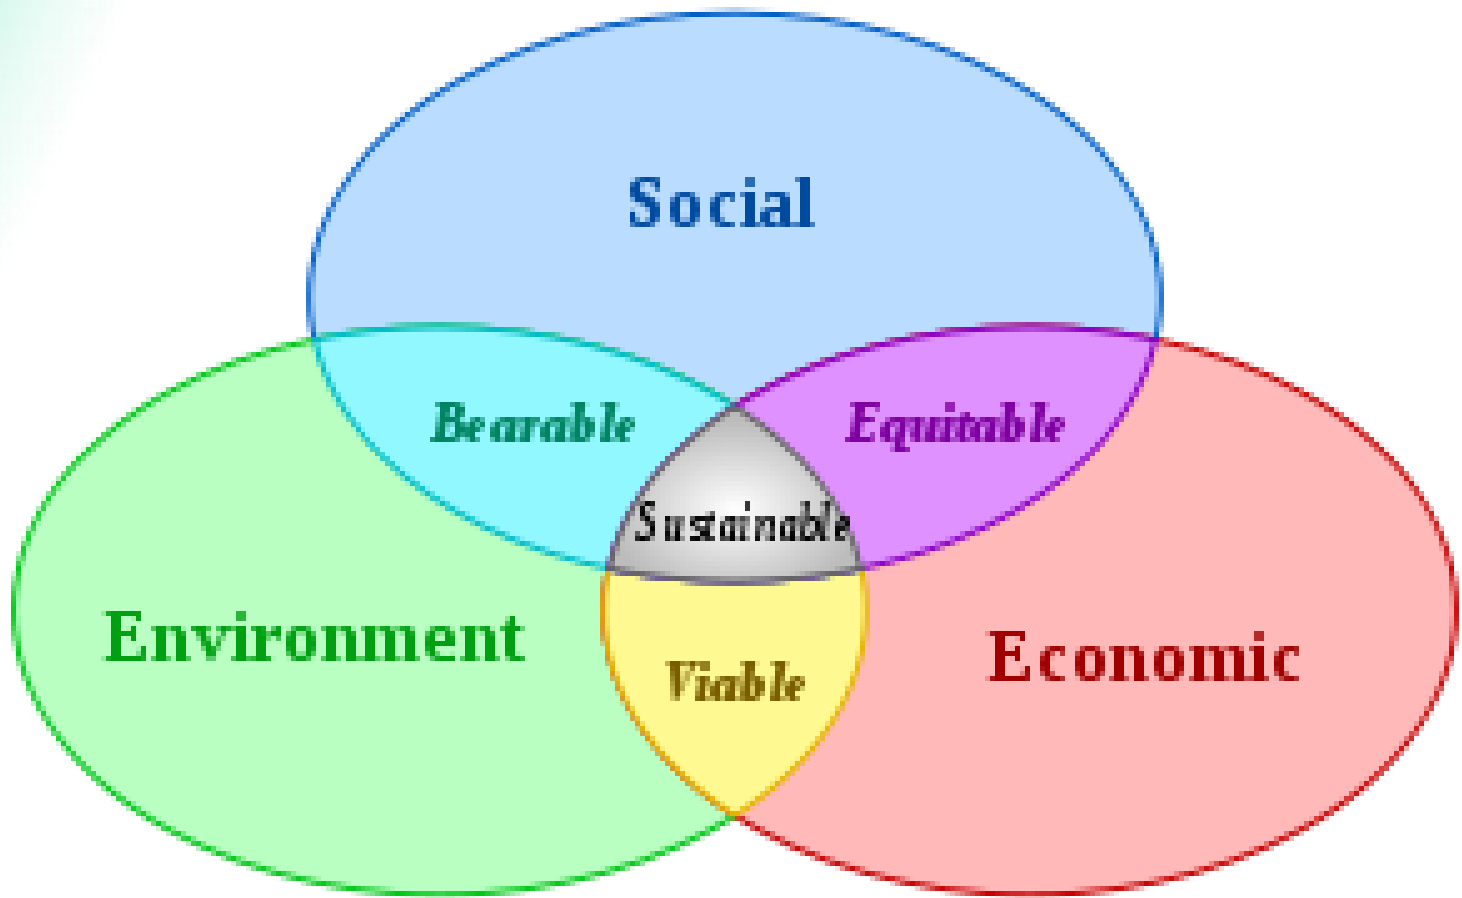 Social
Bearable
Equitable
Sustainable
Environment
Economic
Viable